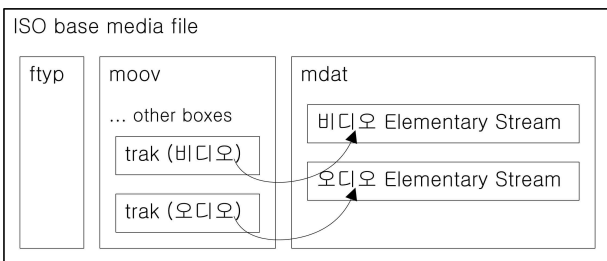 ISO base media file
ftyp
moov
... other boxes
trak (비디오)
trak (오디오)
mdat
비디오 Elementary Stream
오디오 Elementary Stream